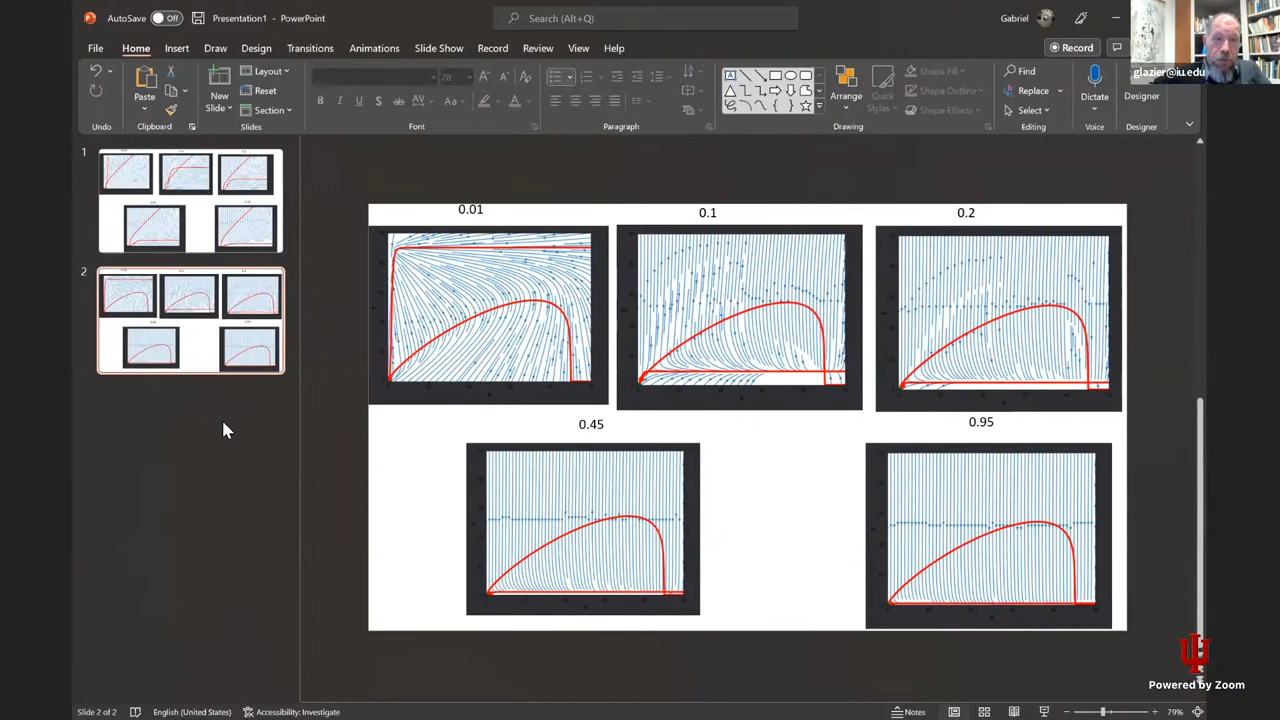 AutoSave Off Presentation1 - PowerPoint Search (Alt+Q) Gabriel
File Home Insert Draw Design Transitions Animations Slide Show Record Review View Help Record
glazier@iu.edu
Paste New Slide Layout Reset Section 28 Aa Arrange Quick Styles Shape Fill Shape Outline Shape Effects Find Replace Select Dictate Designer
Undo Clipboard Slides Font Paragraph Drawing Editing Voice Designer
1
2
0.01 0.1 0.2
0.45 0.95
Powered by Zoom
Slide 2 of 2 English (United States) Accessibility: Investigate Notes 79%